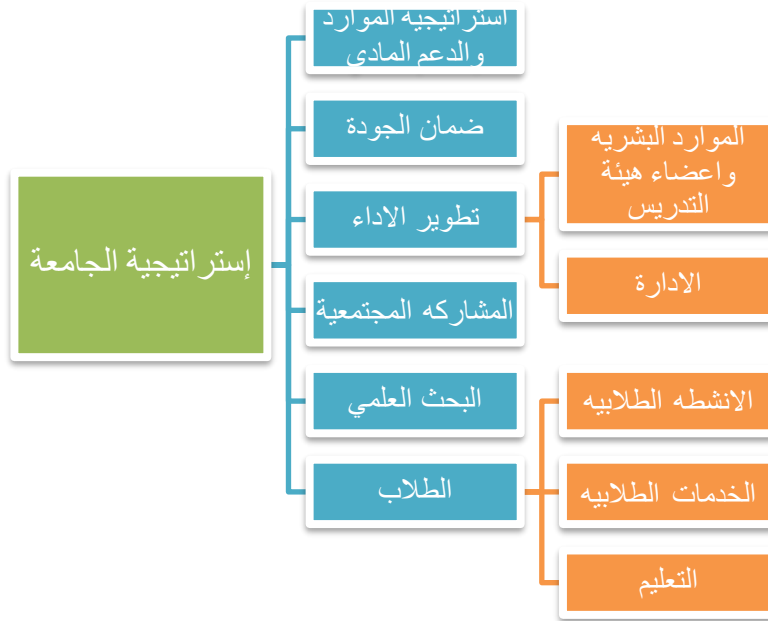 إستراتيجية الجامعة
استراتيجية الموارد
والدعم المادى
ضمان الجودة
تطوير الاداء
الموارد البشريه
واعضاء هيئة
التدريس
الادارة
المشاركه المجتمعية
البحث العلمي
الطلاب
الانشطه الطلابيه
الخدمات الطلابيه
التعليم